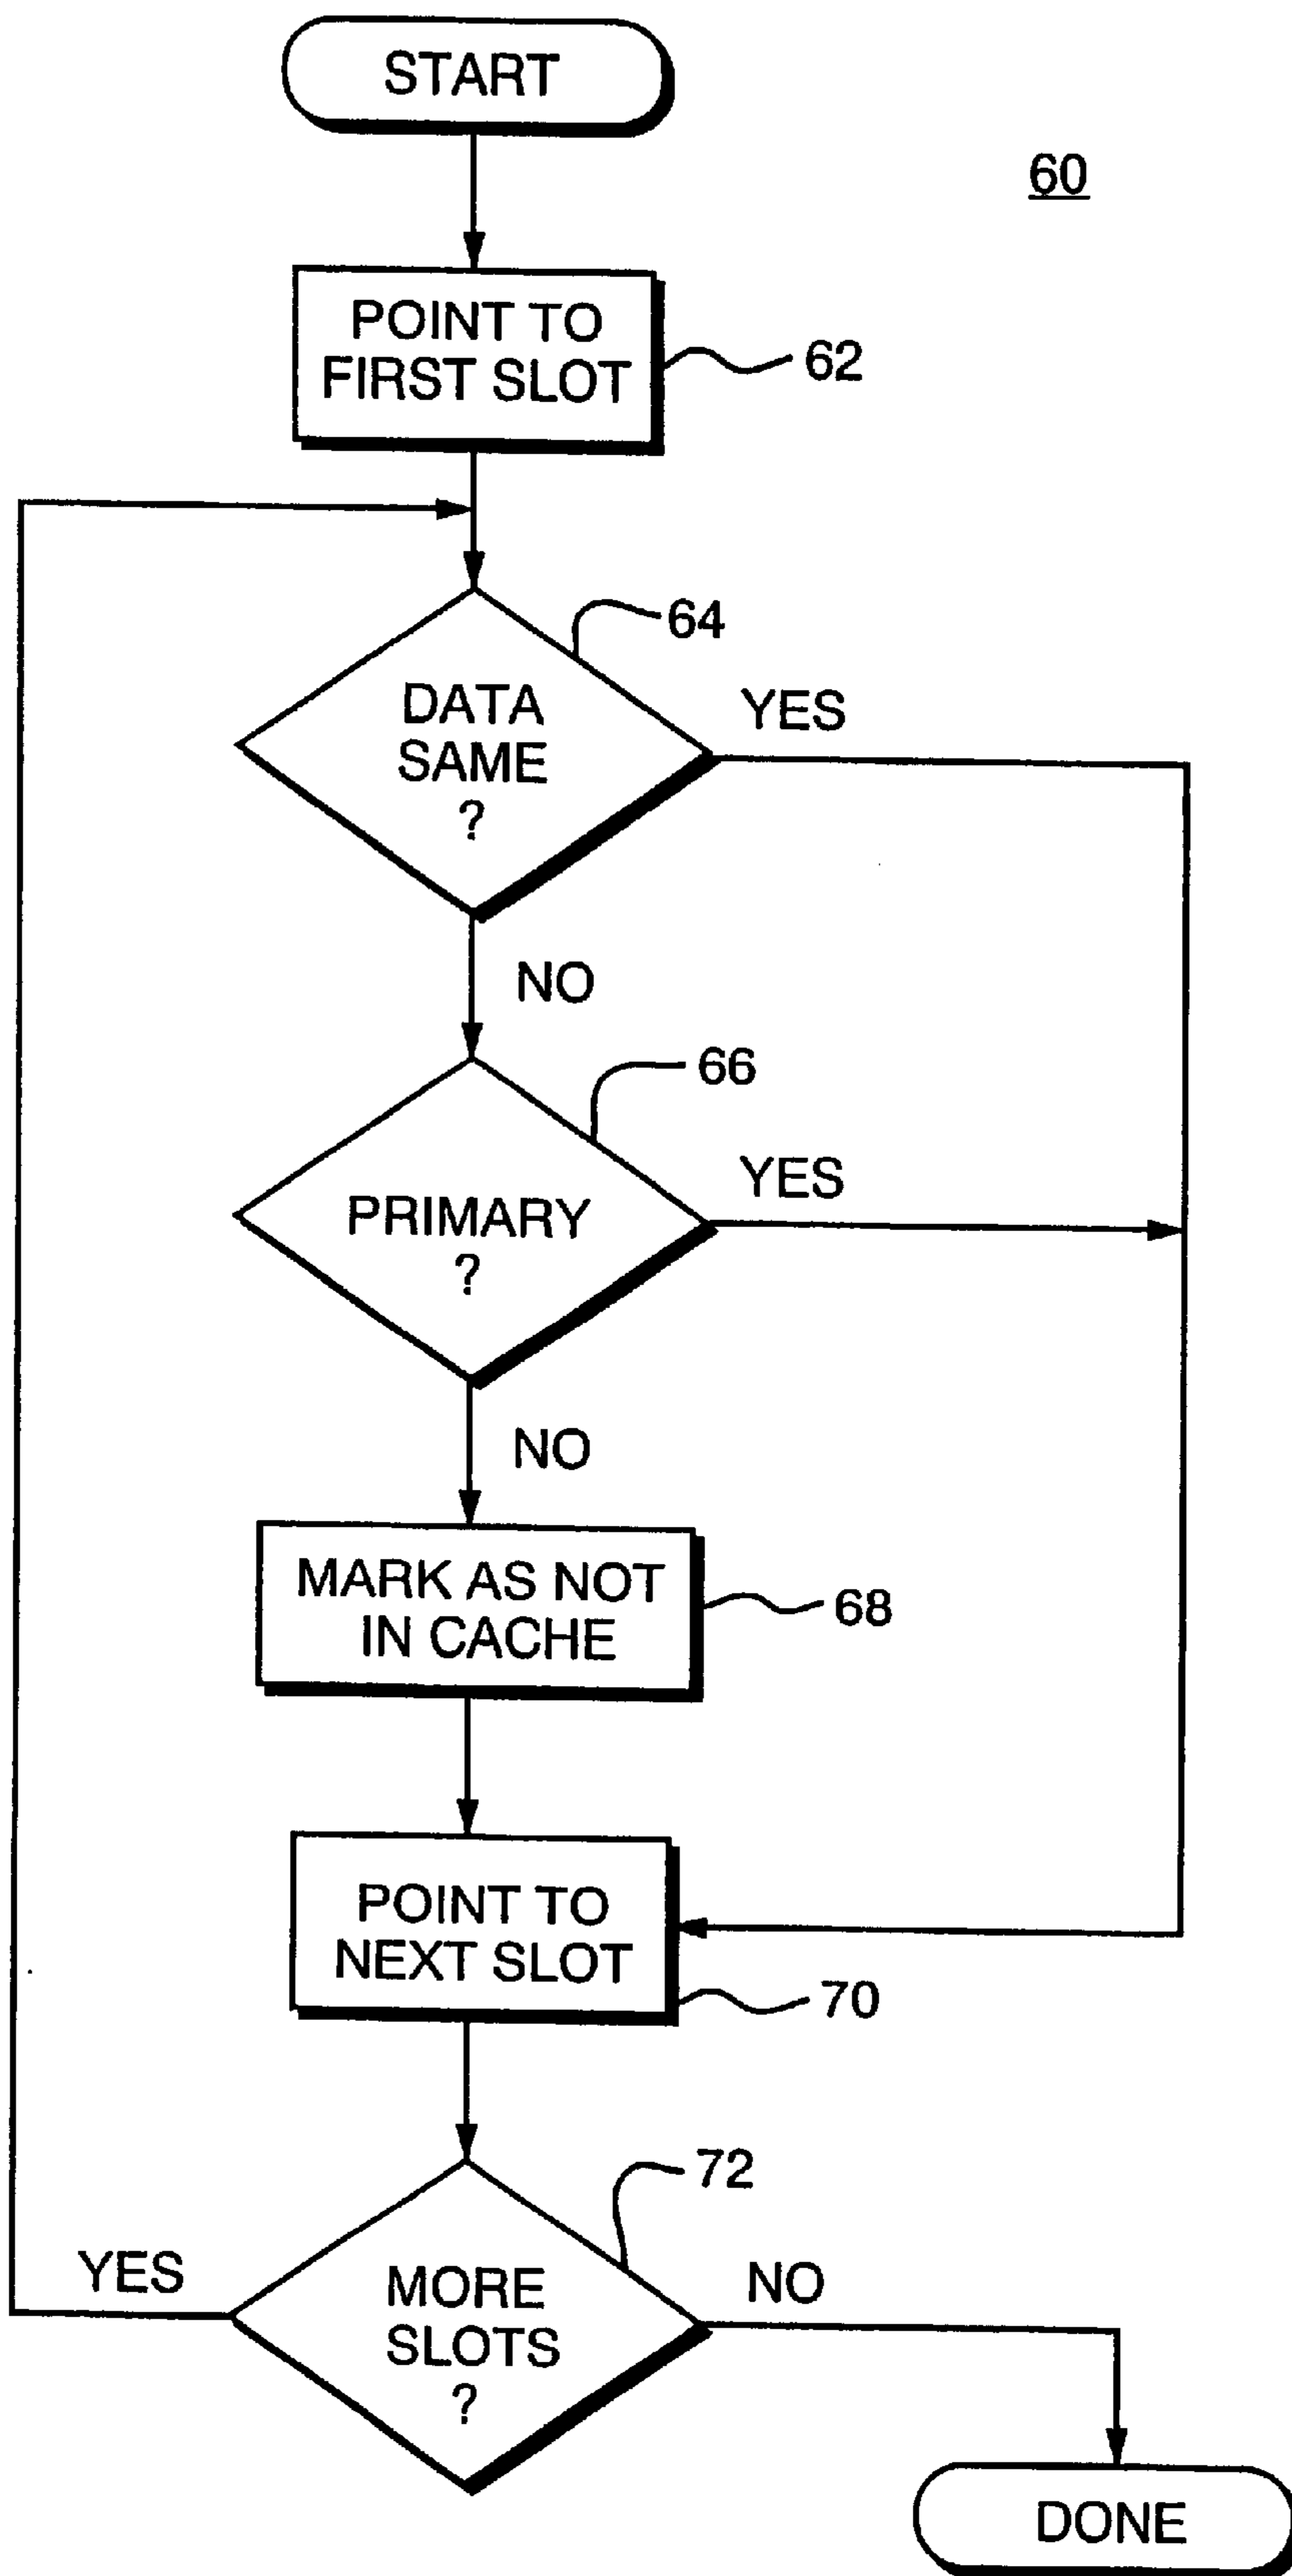 START
60
POINT TO
FIRST SLOT
62
64
DATA
SAME
?
YES
NO
66
PRIMARY
?
YES
NO
MARK AS NOT
IN CACHE
68
POINT TO
NEXT SLOT
70
72
YES
MORE
SLOTS
?
NO
DONE